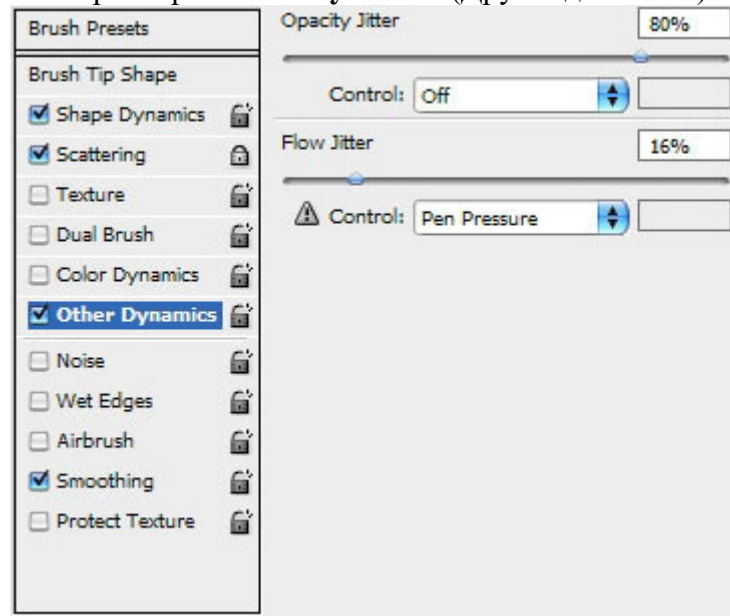 Brush Presets
Brush Tip Shape
Shape Dynamics
Scattering
Texture
Dual Brush
Color Dynamics
Other Dynamics
Noise
Wet Edges
Airbrush
Smoothing
Protect Texture
Opacity Jitter 80%
Control: Off
Flow Jitter 16%
Control: Pen Pressure